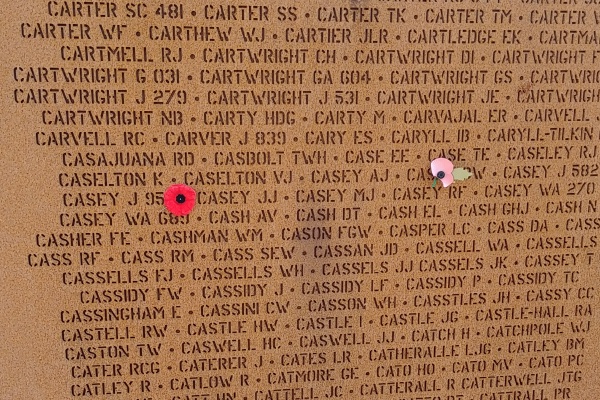 CARTER SC 481 • CARTER SS • CARTER TK • CARTER TM • CARTER
CARTER WF • CARTHEW WJ • CARTIER JLR • CARTLEDGE EK •
CARTMELL RJ • CARTWRIGHT CH • CARTWRIGHT DI • CARTWRIGHT
CARTWRIGHT G 031 • CARTWRIGHT GA 604 • CARTWRIGHT GS •
CARTWRIGHT J 279 • CARTWRIGHT J 531 • CARTWRIGHT JE • CARTWRIGH
CARTWRIGHT NB • CARTY HDG • CARTY M • CARVAJAL ER • CARVELL
CARVELL RC • CARVER J 839 • CARY ES • CARYLL IB • CARYLL-TILKIN
CASAJUANA RD • CASBOLT TWH • CASE EE • CASE TE • CASELEY RJ
CASELTON K • CASELTON VJ • CASEY AJ • CASEY J 582
CASEY J 95 CASEY JJ • CASEY MJ • CASEY RF • CASEY WA 270
CASEY WA • CASH AV • CASH DT • CASH EL • CASH GHJ • CASH N
CASHER FE • CASHMAN WM • CASON FGW • CASPER LC • CASS DA • CASS
CASS RF • CASS RM • CASS SEW • CASSAN JD • CASSELL WA • CASSELLS
CASSELLS FJ • CASSELLS WH • CASSELS JJ CASSELS JK • CASSEY T
CASSIDY FW • CASSIDY J • CASSIDY LF • CASSIDY P • CASSIDY TC
CASSINGHAM E • CASSINI CW • CASSON WH • CASSTLES JH • CASSY CC
CASTELL RW • CASTLE HW • CASTLE I • CASTLE JG • CASTLE-HALL RA
CASTON TW • CASWELL HC • CASWELL JJ • CATCH H • CATCHPOLE WJ
CATER RCG • CATERER J • CATES LR • CATHERALLE LJG • CATLEY BM
CATLEY R • CATLOW R • CATMORE GE • CATO HO • CATO MV • CATO PC
CATTELL JC • CATTERALL R CATTERWELL JTG
CATTRALL PR